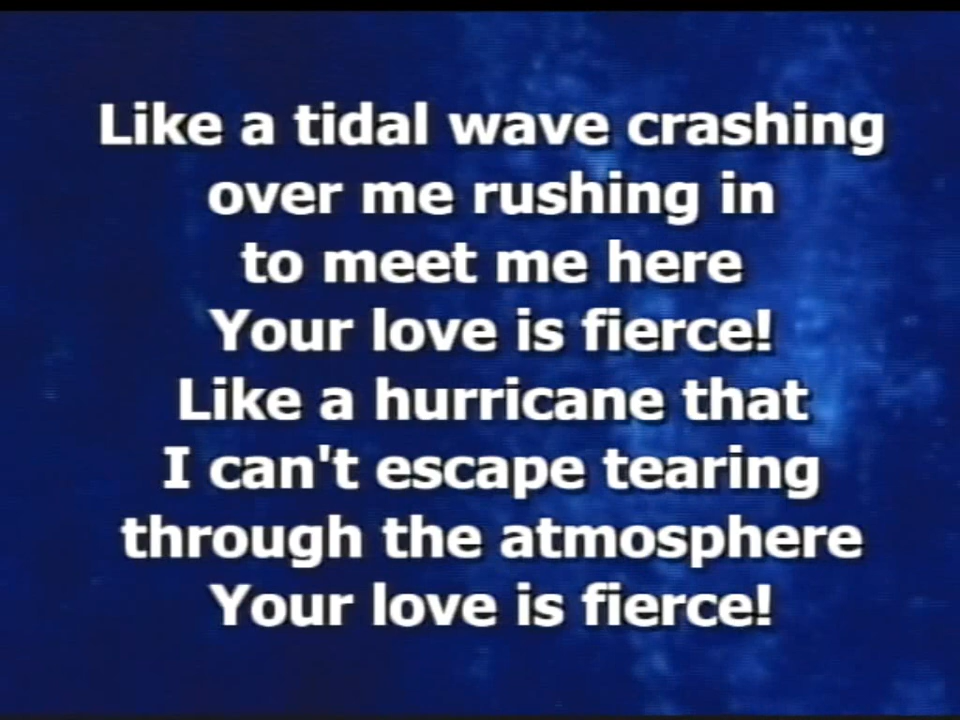 Like a tidal wave crashing
over me rushing in
to meet me here
Your love is fierce!
Like a hurricane that
I can't escape tearing
through the atmosphere
Your love is fierce!